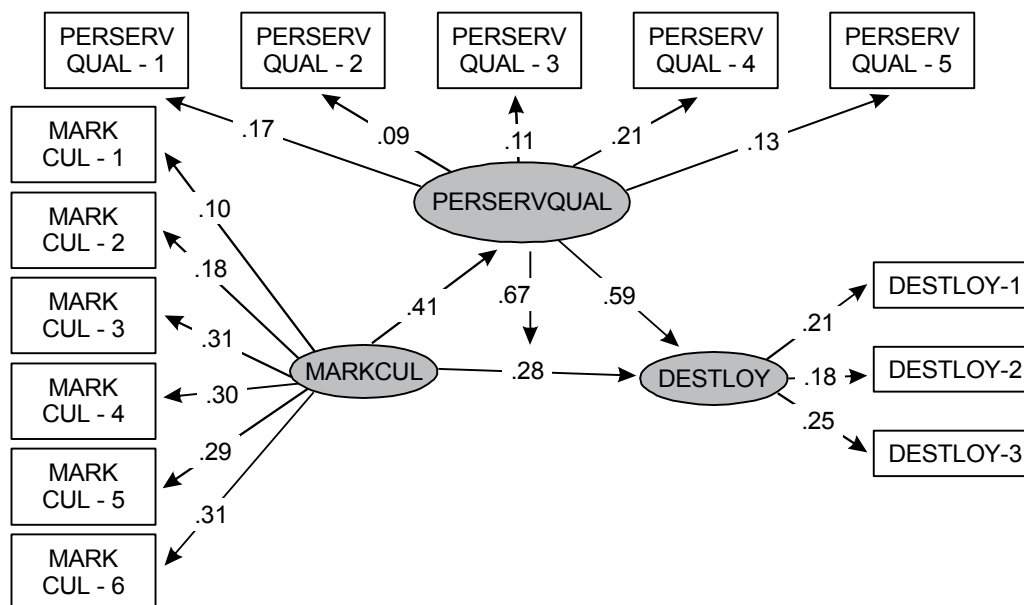 PERSERV
QUAL - 1
PERSERV
QUAL - 2
PERSERV
QUAL - 3
PERSERV
QUAL - 4
PERSERV
QUAL - 5
.17
.09
.11
.21
.13
MARK
CUL - 1
MARK
CUL - 2
MARK
CUL - 3
MARK
CUL - 4
MARK
CUL - 5
MARK
CUL - 6
.10
.18
.31
.30
.29
.31
PERSERVQUAL
.41
.67
.59
MARKCUL
.28
DESTLOY
.21
.18
.25
DESTLOY-1
DESTLOY-2
DESTLOY-3